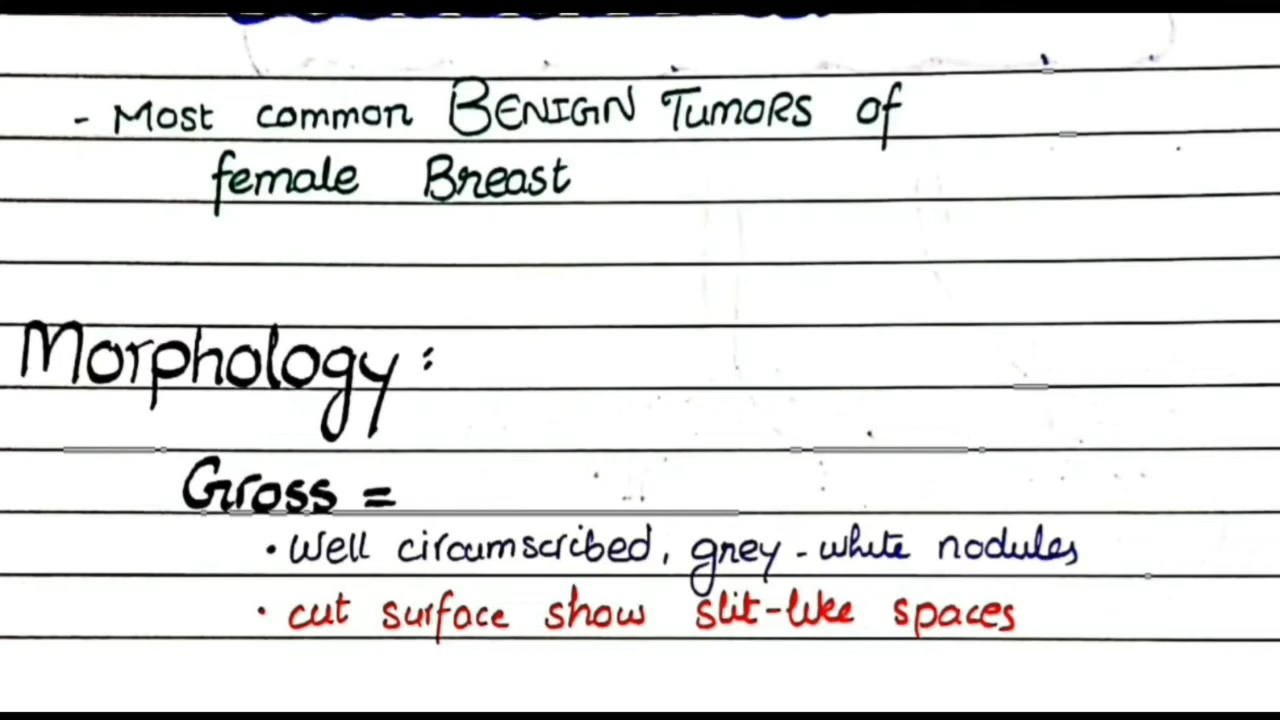 - Most common BENIGN TUMORS of
female Breast
Morphology:
Gross =
• Well circumscribed, grey-white nodules
• cut surface show slit-like spaces